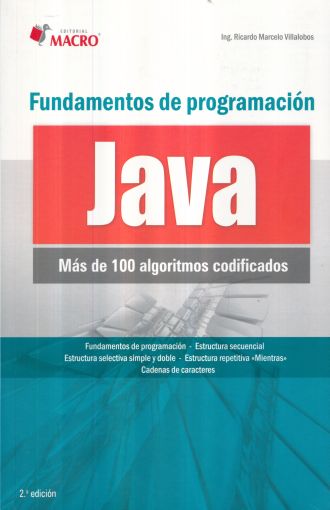 EDITORIAL
MACRO®
Ing. Ricardo Marcelo Villalobos
Fundamentos de programación
Java
Más de 100 algoritmos codificados
Fundamentos de programación - Estructura secuencial
Estructura selectiva simple y doble - Estructura repetitiva «Mientras»
Cadenas de caracteres
2.ª edición